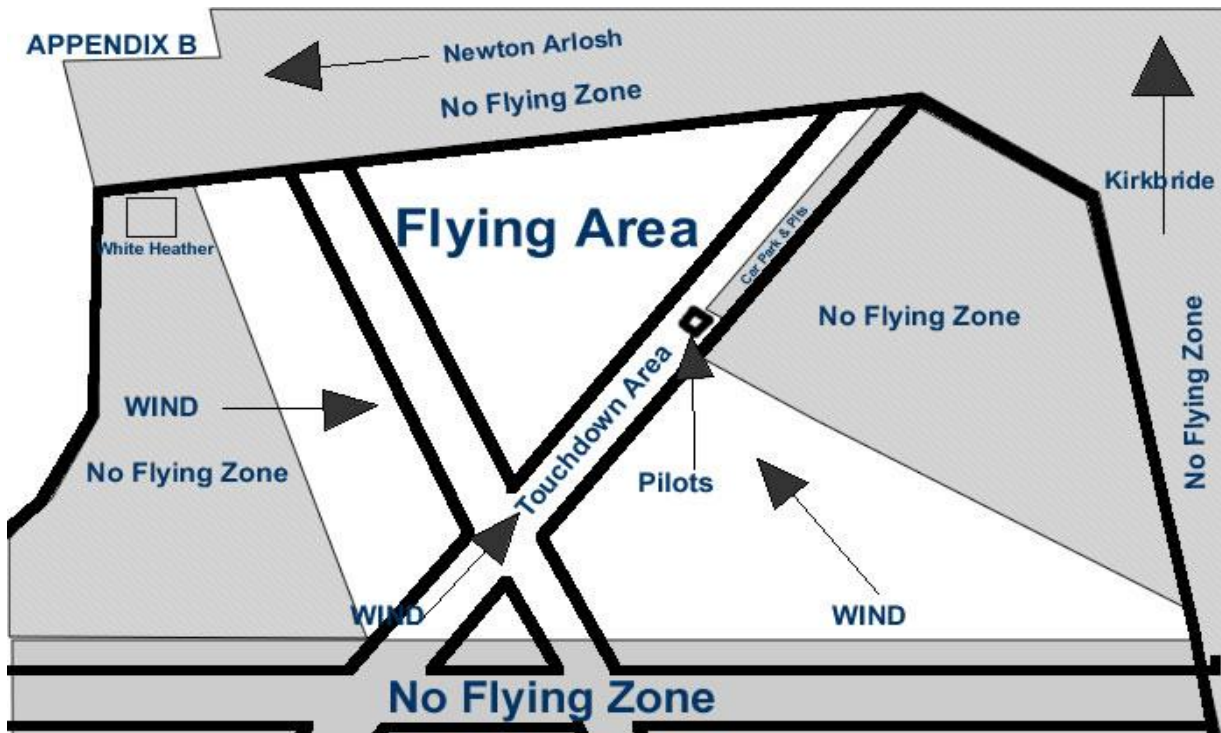 APPENDIX B
Newton Arlosh
No Flying Zone
Kirkbride
White Heather
Flying Area
Car Park & Pits
No Flying Zone
No Flying Zone
WIND
Touchdown Area
No Flying Zone
Pilots
WIND
WIND
No Flying Zone